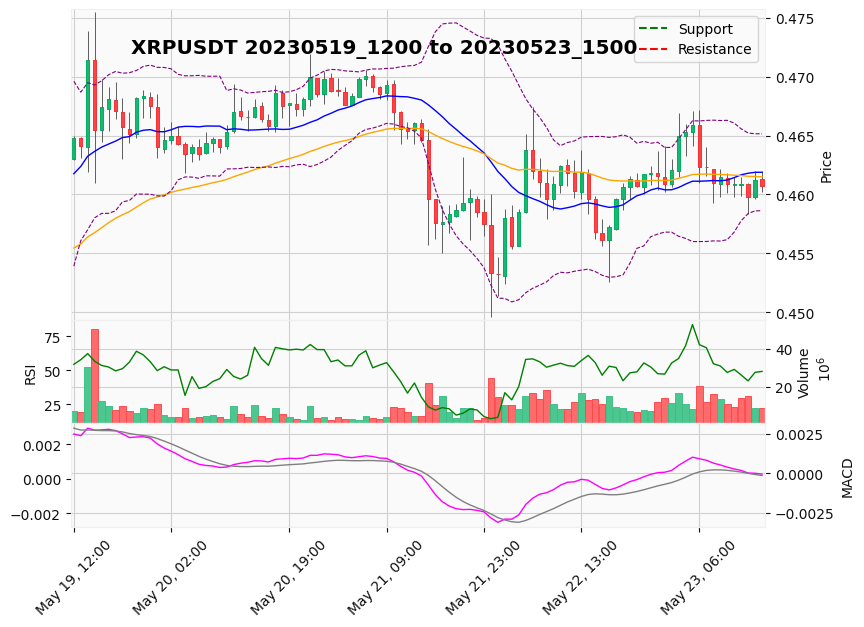 XRPUSDT 20230519_1200 to 20230523_1500
Support
Resistance
0.475
0.470
0.465
0.460
0.455
0.450
Price
75
50
25
RSI
40
20
Volume
10^6
0.002
0.000
−0.002
0.0025
0.0000
−0.0025
MACD
May 19, 12:00
May 20, 02:00
May 20, 19:00
May 21, 09:00
May 21, 23:00
May 22, 13:00
May 23, 06:00